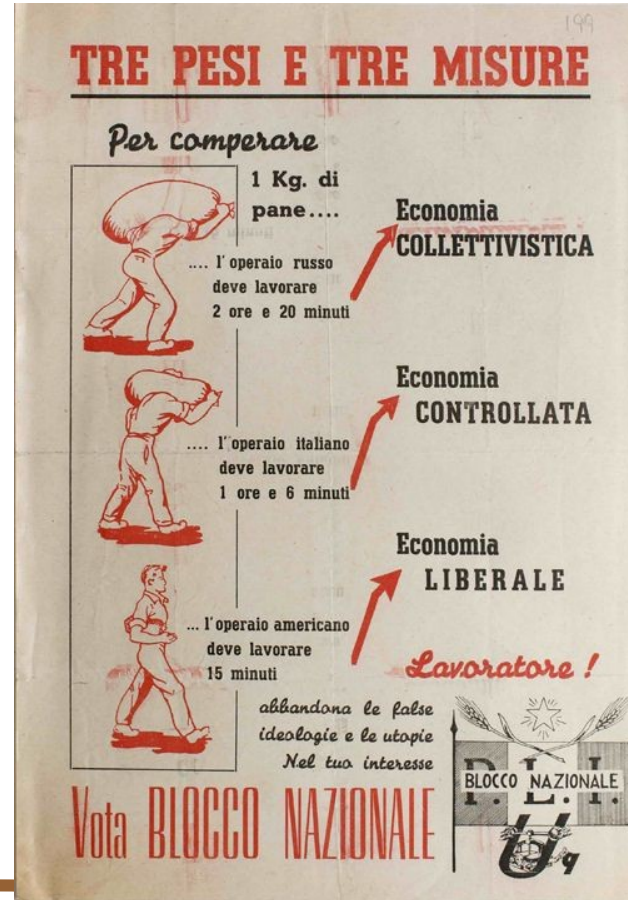 199
TRE PESI E TRE MISURE
Per comperare
1 Kg. di
pane....
.... l'operaio russo
deve lavorare
2 ore e 20 minuti
Economia
COLLETTIVISTICA
.... l'operaio italiano
deve lavorare
1 ore e 6 minuti
Economia
CONTROLLATA
... l'operaio americano
deve lavorare
15 minuti
Economia
LIBERALE
Lavoratore !
abbandona le false
ideologie e le utopie
Nel tuo interesse
Vota BLOCCO NAZIONALE
P. L. I.
BLOCCO NAZIONALE
U q